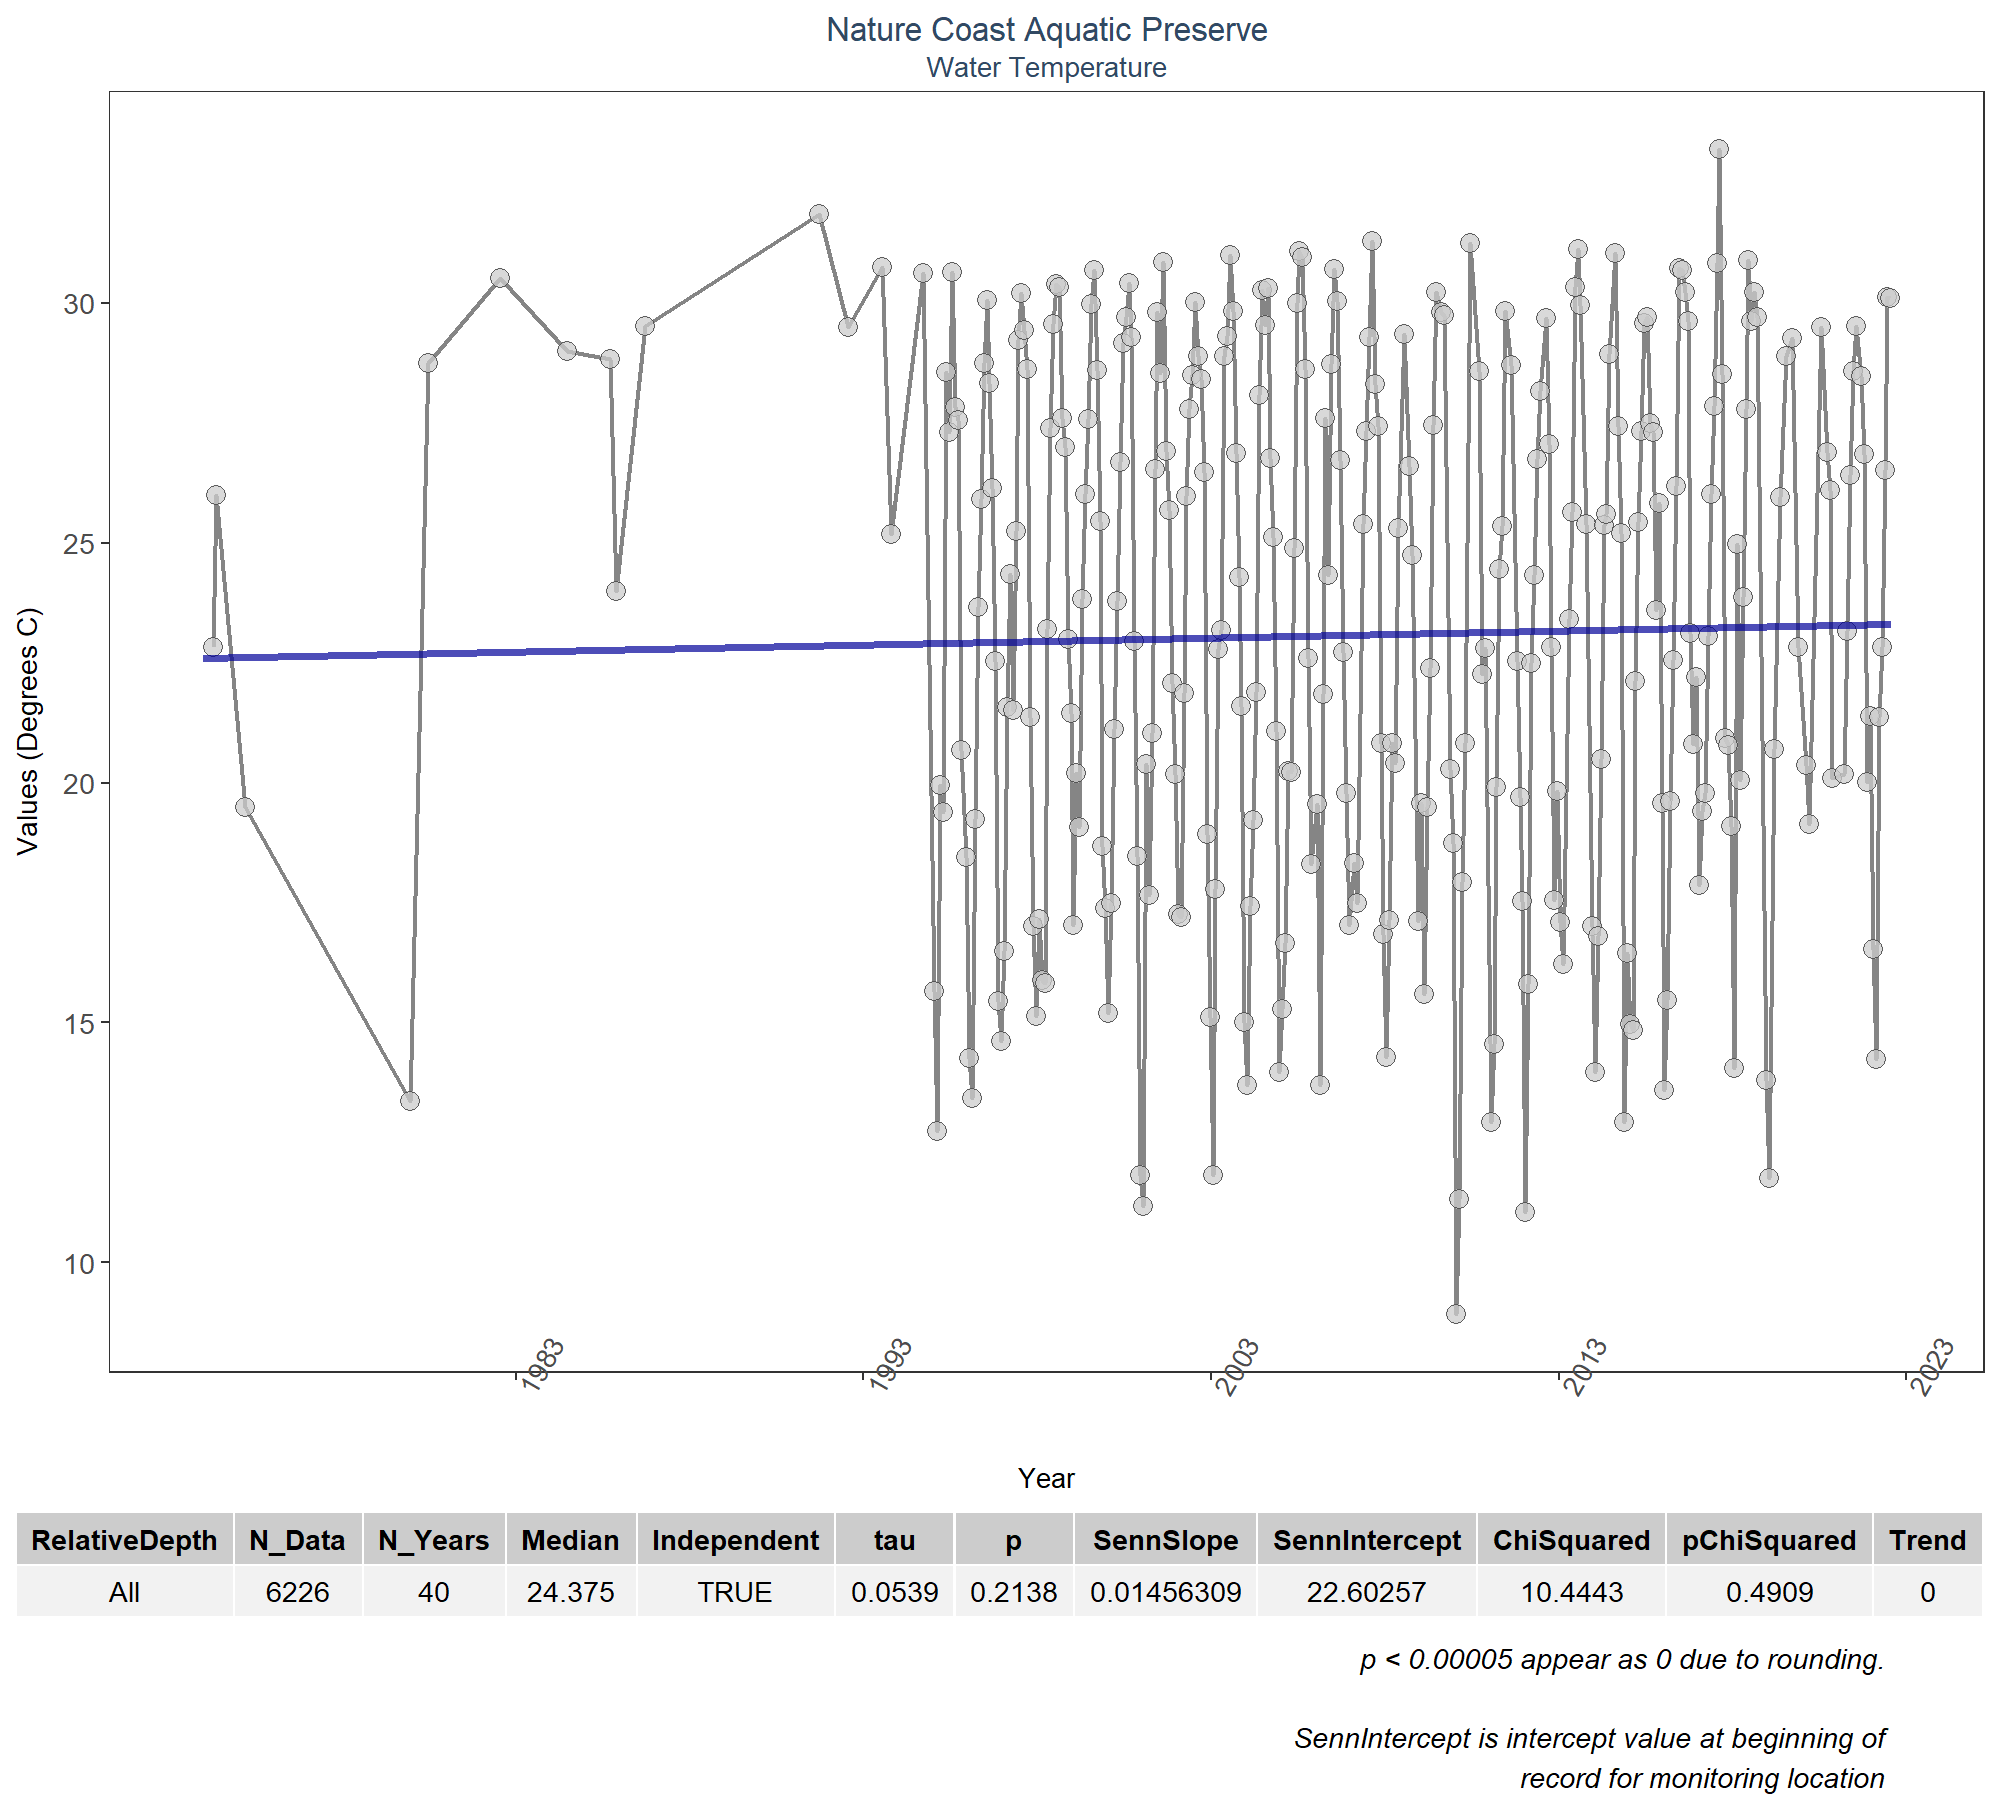 Nature Coast Aquatic Preserve
Water Temperature
Values (Degrees C)
30
25
20
15
10
1983
1993
2003
2013
2023
Year
RelativeDepth N_Data N_Years Median Independent tau p SennSlope SennIntercept ChiSquared pChiSquared Trend
All 6226 40 24.375 TRUE 0.0539 0.2138 0.01456309 22.60257 10.4443 0.4909 0
p < 0.00005 appear as 0 due to rounding.
SennIntercept is intercept value at beginning of
record for monitoring location